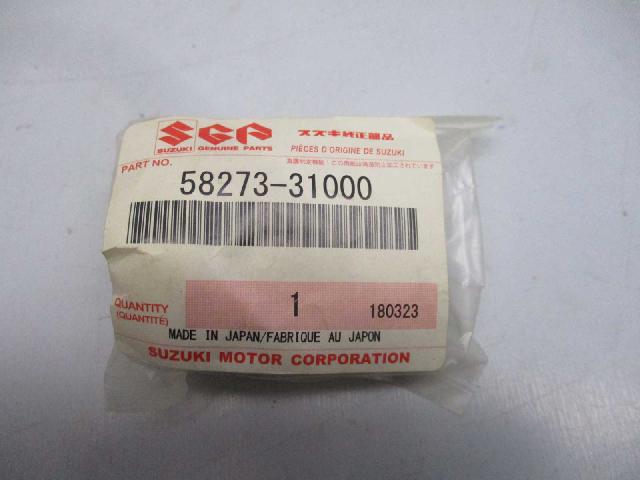 SGP
スズキ純正部品
SUZUKI GENUINE PARTS
PIÈCES D'ORIGINE DE SUZUKI
PART NO.
58273-31000
QUANTITY
(QUANTITÉ)
1
180323
MADE IN JAPAN/FABRIQUE AU JAPON
SUZUKI MOTOR CORPORATION